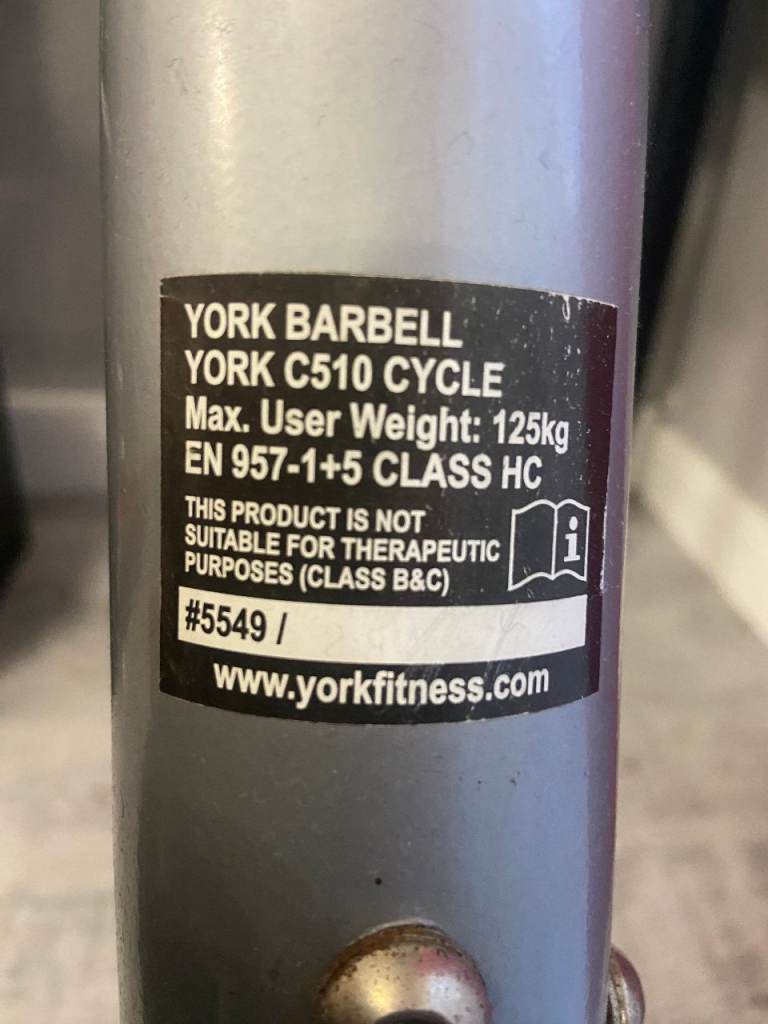 YORK BARBELL
YORK C510 CYCLE
Max. User Weight: 125kg
EN 957-1+5 CLASS HC
THIS PRODUCT IS NOT
SUITABLE FOR THERAPEUTIC
PURPOSES (CLASS B&C)
i
#5549 /
www.yorkfitness.com